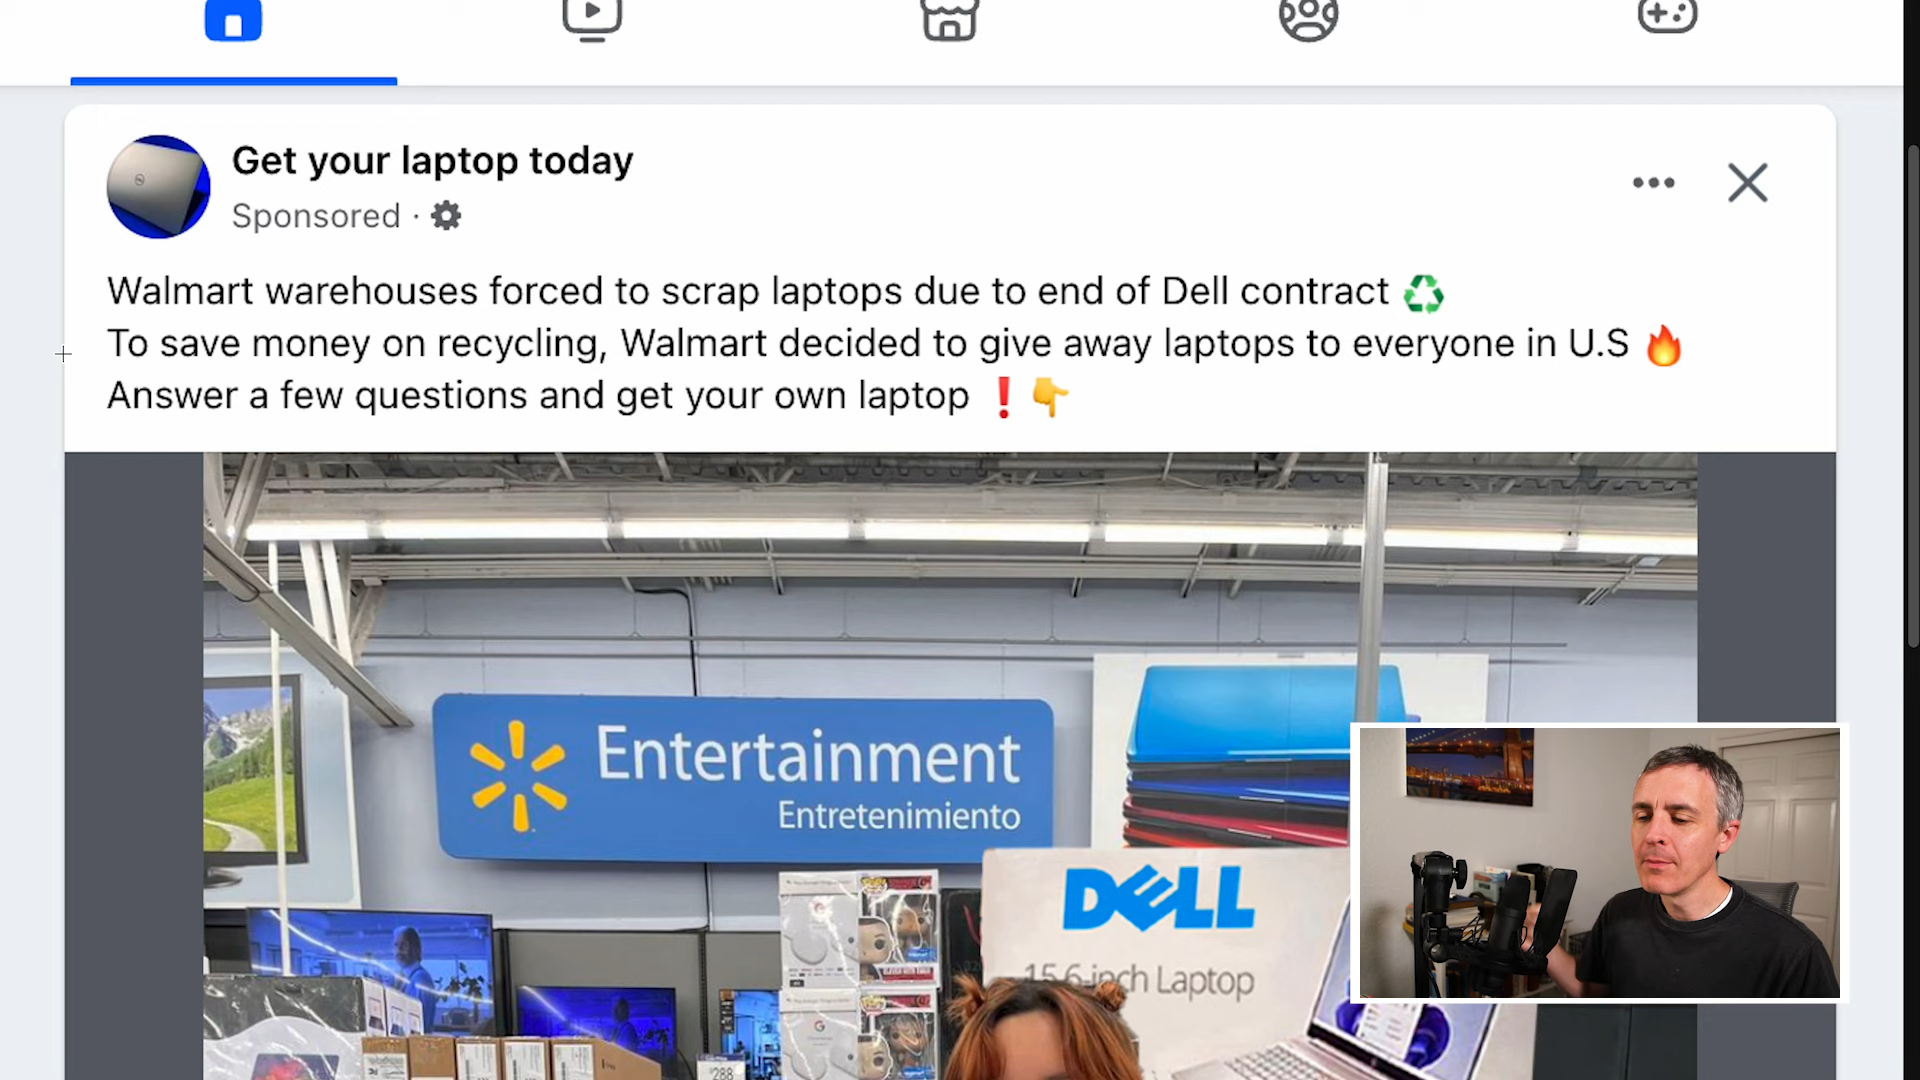 Get your laptop today
Sponsored ·
Walmart warehouses forced to scrap laptops due to end of Dell contract ♻️
To save money on recycling, Walmart decided to give away laptops to everyone in U.S 🔥
Answer a few questions and get your own laptop ❗👇
Entertainment
Entretenimiento
DELL
15.6-inch Laptop
288